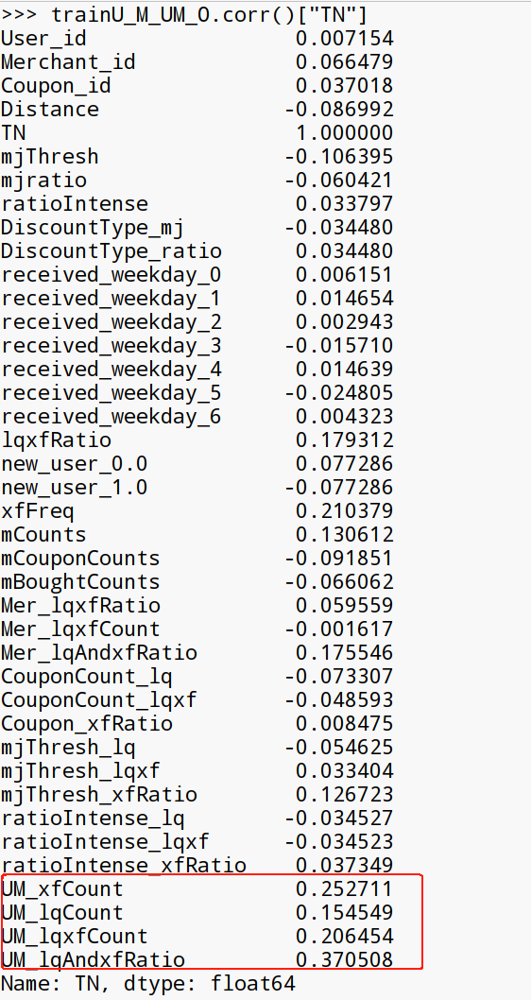 >>> trainU_M_UM_O.corr()["TN"]
User_id 0.007154
Merchant_id 0.066479
Coupon_id 0.037018
Distance -0.086992
TN 1.000000
mjThresh -0.106395
mjratio -0.060421
ratioIntense 0.033797
DiscountType_mj -0.034480
DiscountType_ratio 0.034480
received_weekday_0 0.006151
received_weekday_1 0.014654
received_weekday_2 0.002943
received_weekday_3 -0.015710
received_weekday_4 0.014639
received_weekday_5 -0.024805
received_weekday_6 0.004323
lqxfRatio 0.179312
new_user_0.0 0.077286
new_user_1.0 -0.077286
xfFreq 0.210379
mCounts 0.130612
mCouponCounts -0.091851
mBoughtCounts -0.066062
Mer_lqxfRatio 0.059559
Mer_lqxfCount -0.001617
Mer_lqAndxfRatio 0.175546
CouponCount_lq -0.073307
CouponCount_lqxf -0.048593
Coupon_xfRatio 0.008475
mjThresh_lq -0.054625
mjThresh_lqxf 0.033404
mjThresh_xfRatio 0.126723
ratioIntense_lq -0.034527
ratioIntense_lqxf -0.034523
ratioIntense_xfRatio 0.037349
UM_xfCount 0.252711
UM_lqCount 0.154549
UM_lqxfCount 0.206454
UM_lqAndxfRatio 0.370508
Name: TN, dtype: float64